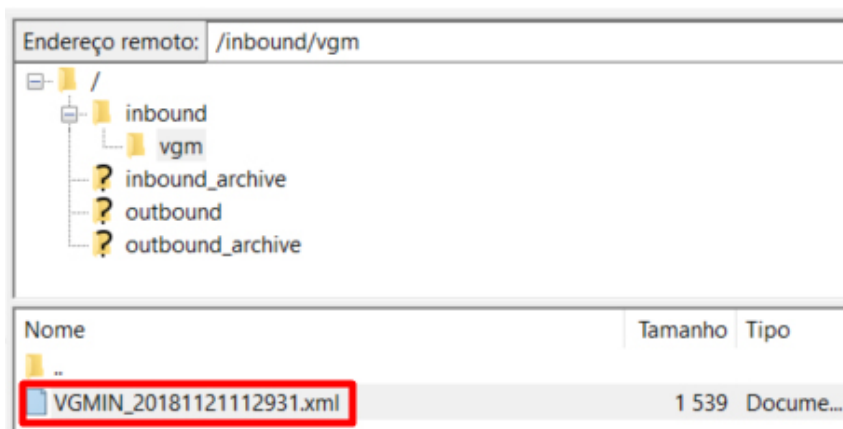 Endereço remoto: /inbound/vgm
/
inbound
vgm
? inbound_archive
? outbound
? outbound_archive
Nome Tamanho Tipo
..
VGMIN_20181121112931.xml 1 539 Docume...